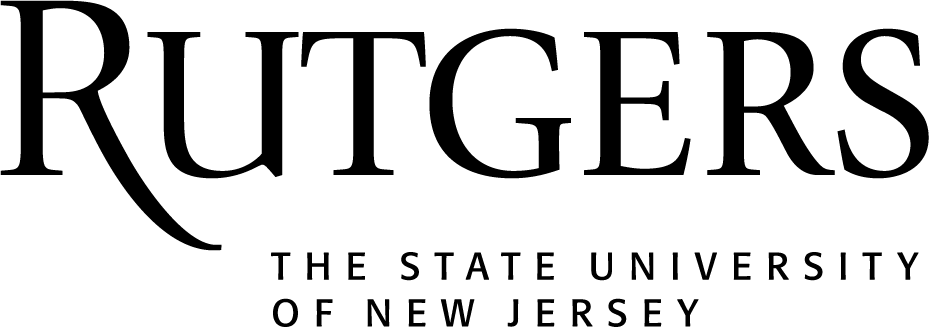 RUTGERS
THE STATE UNIVERSITY
OF NEW JERSEY